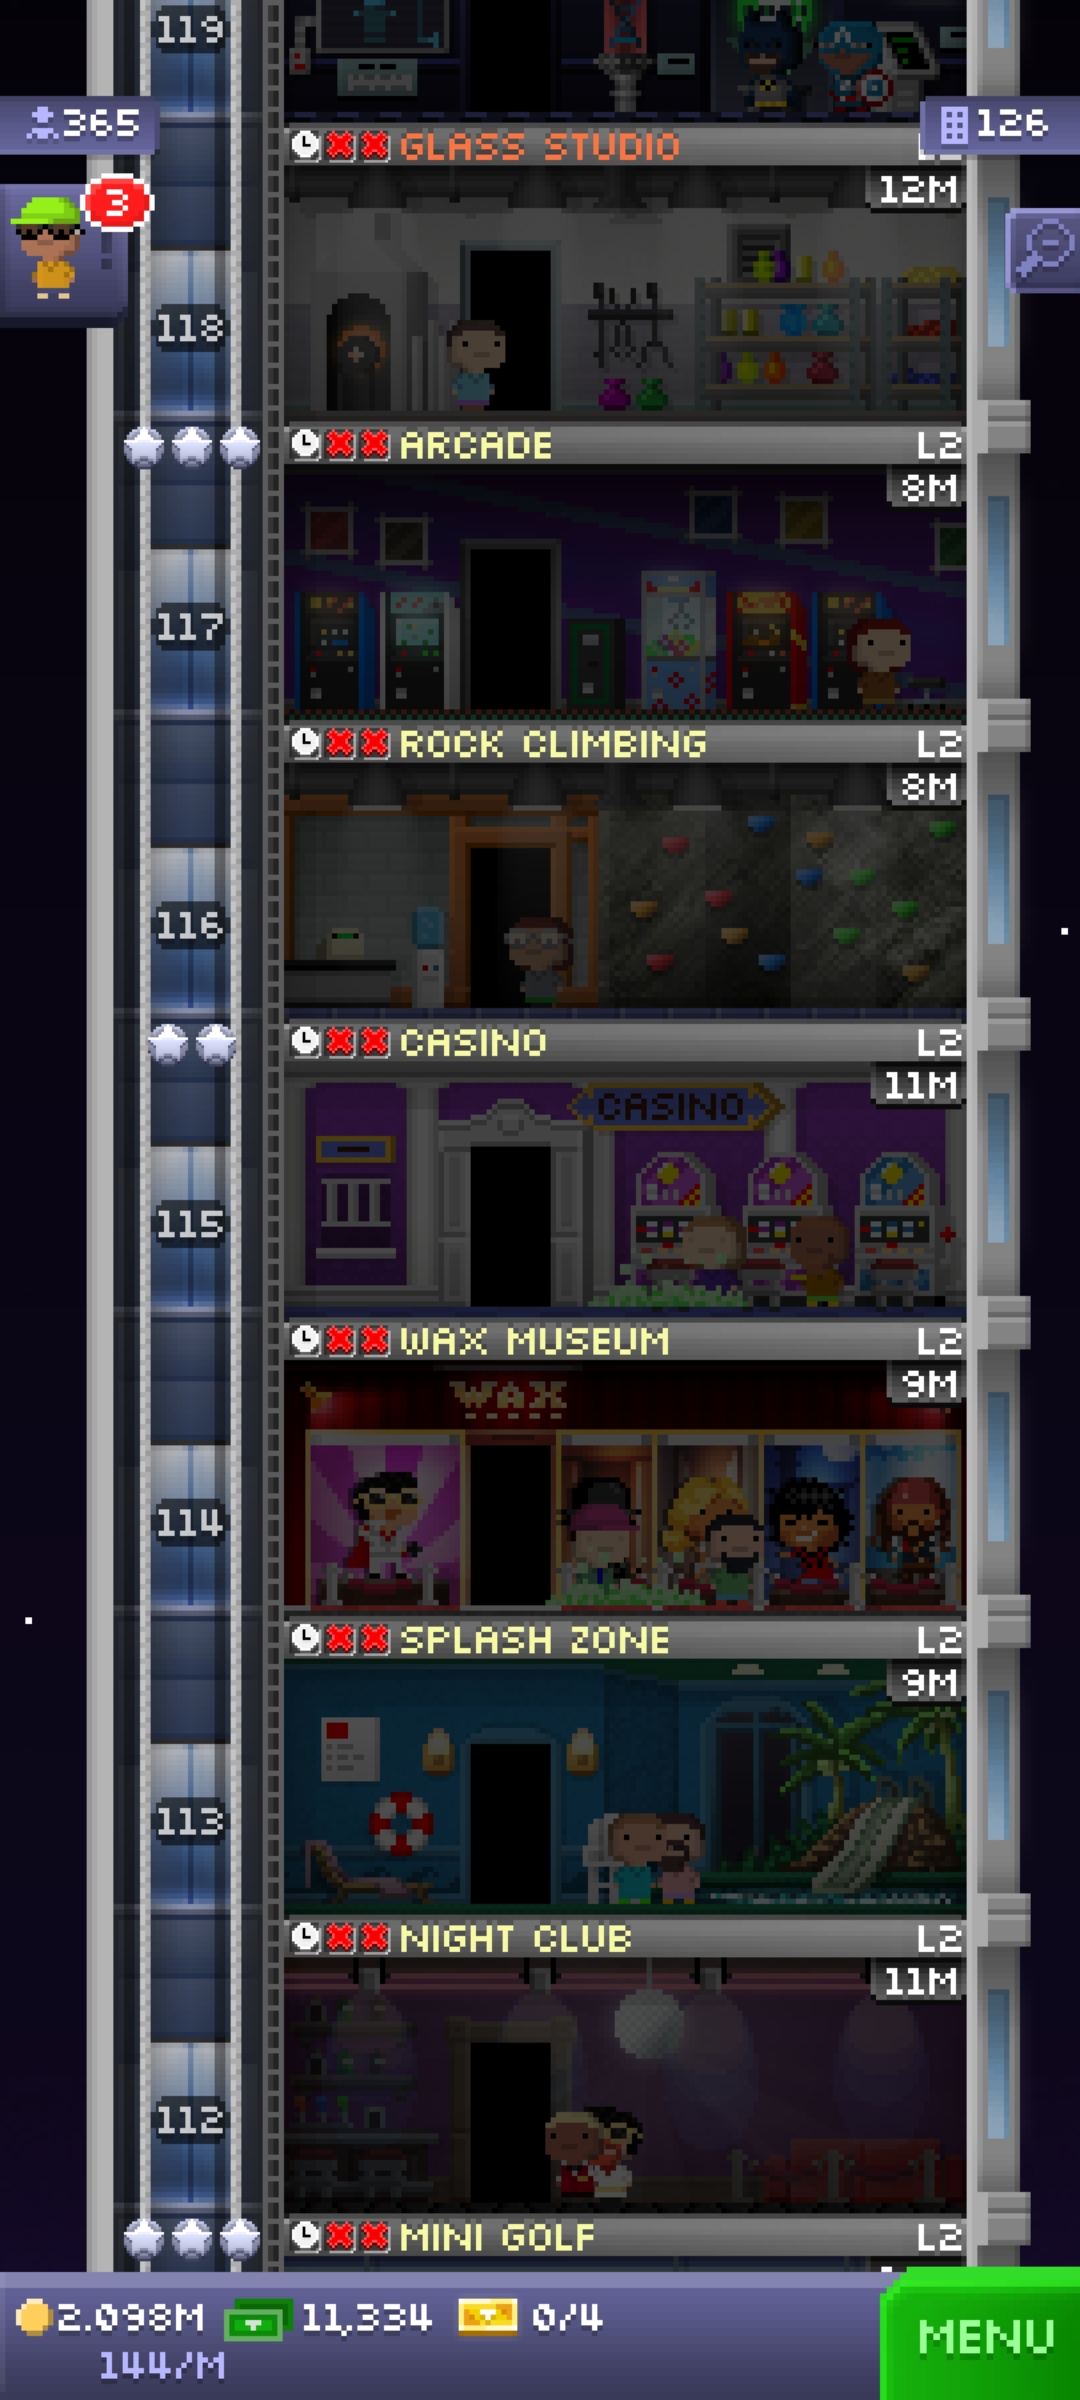 119
365
126
3
GLASS STUDIO
12M
118
ARCADE L2
8M
117
ROCK CLIMBING L2
8M
116
CASINO L2
11M
CASINO
115
WAX MUSEUM L2
9M
WAX
114
SPLASH ZONE L2
9M
113
NIGHT CLUB L2
11M
112
MINI GOLF L2
2.098M 11,334 0/4
144/M
MENU